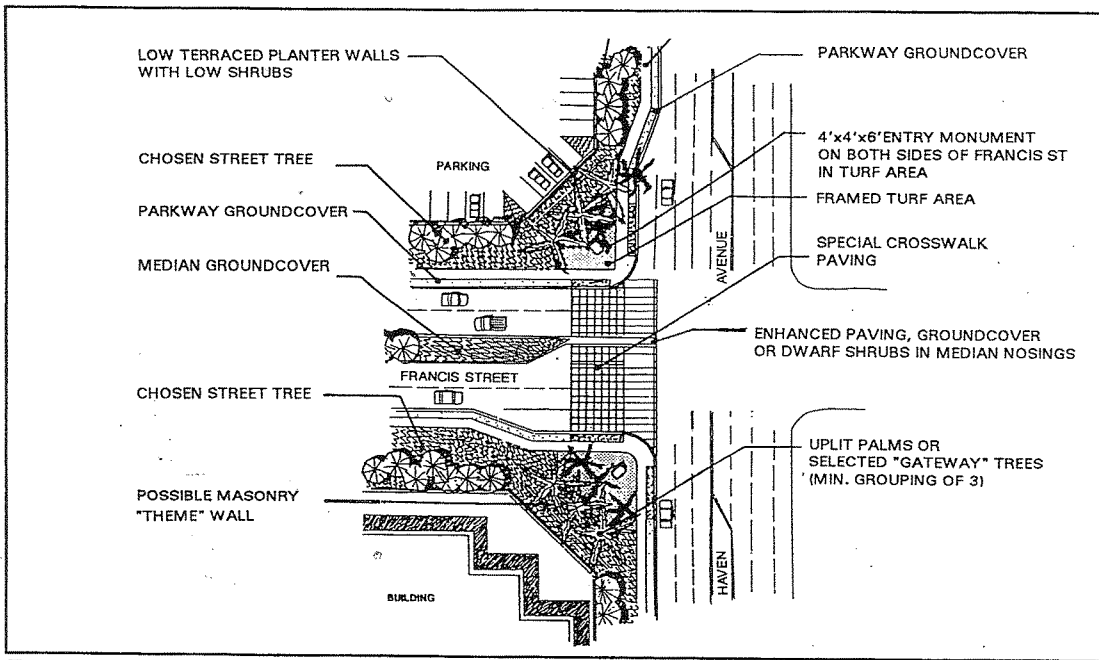 LOW TERRACED PLANTER WALLS
WITH LOW SHRUBS
CHOSEN STREET TREE
PARKING
PARKWAY GROUNDCOVER
MEDIAN GROUNDCOVER
FRANCIS STREET
CHOSEN STREET TREE
POSSIBLE MASONRY
"THEME" WALL
BUILDING
PARKWAY GROUNDCOVER
4'x4'x6' ENTRY MONUMENT
ON BOTH SIDES OF FRANCIS ST
IN TURF AREA
FRAMED TURF AREA
AVENUE
SPECIAL CROSSWALK
PAVING
ENHANCED PAVING, GROUNDCOVER
OR DWARF SHRUBS IN MEDIAN NOSINGS
UPLIT PALMS OR
SELECTED "GATEWAY" TREES
(MIN. GROUPING OF 3)
HAVEN